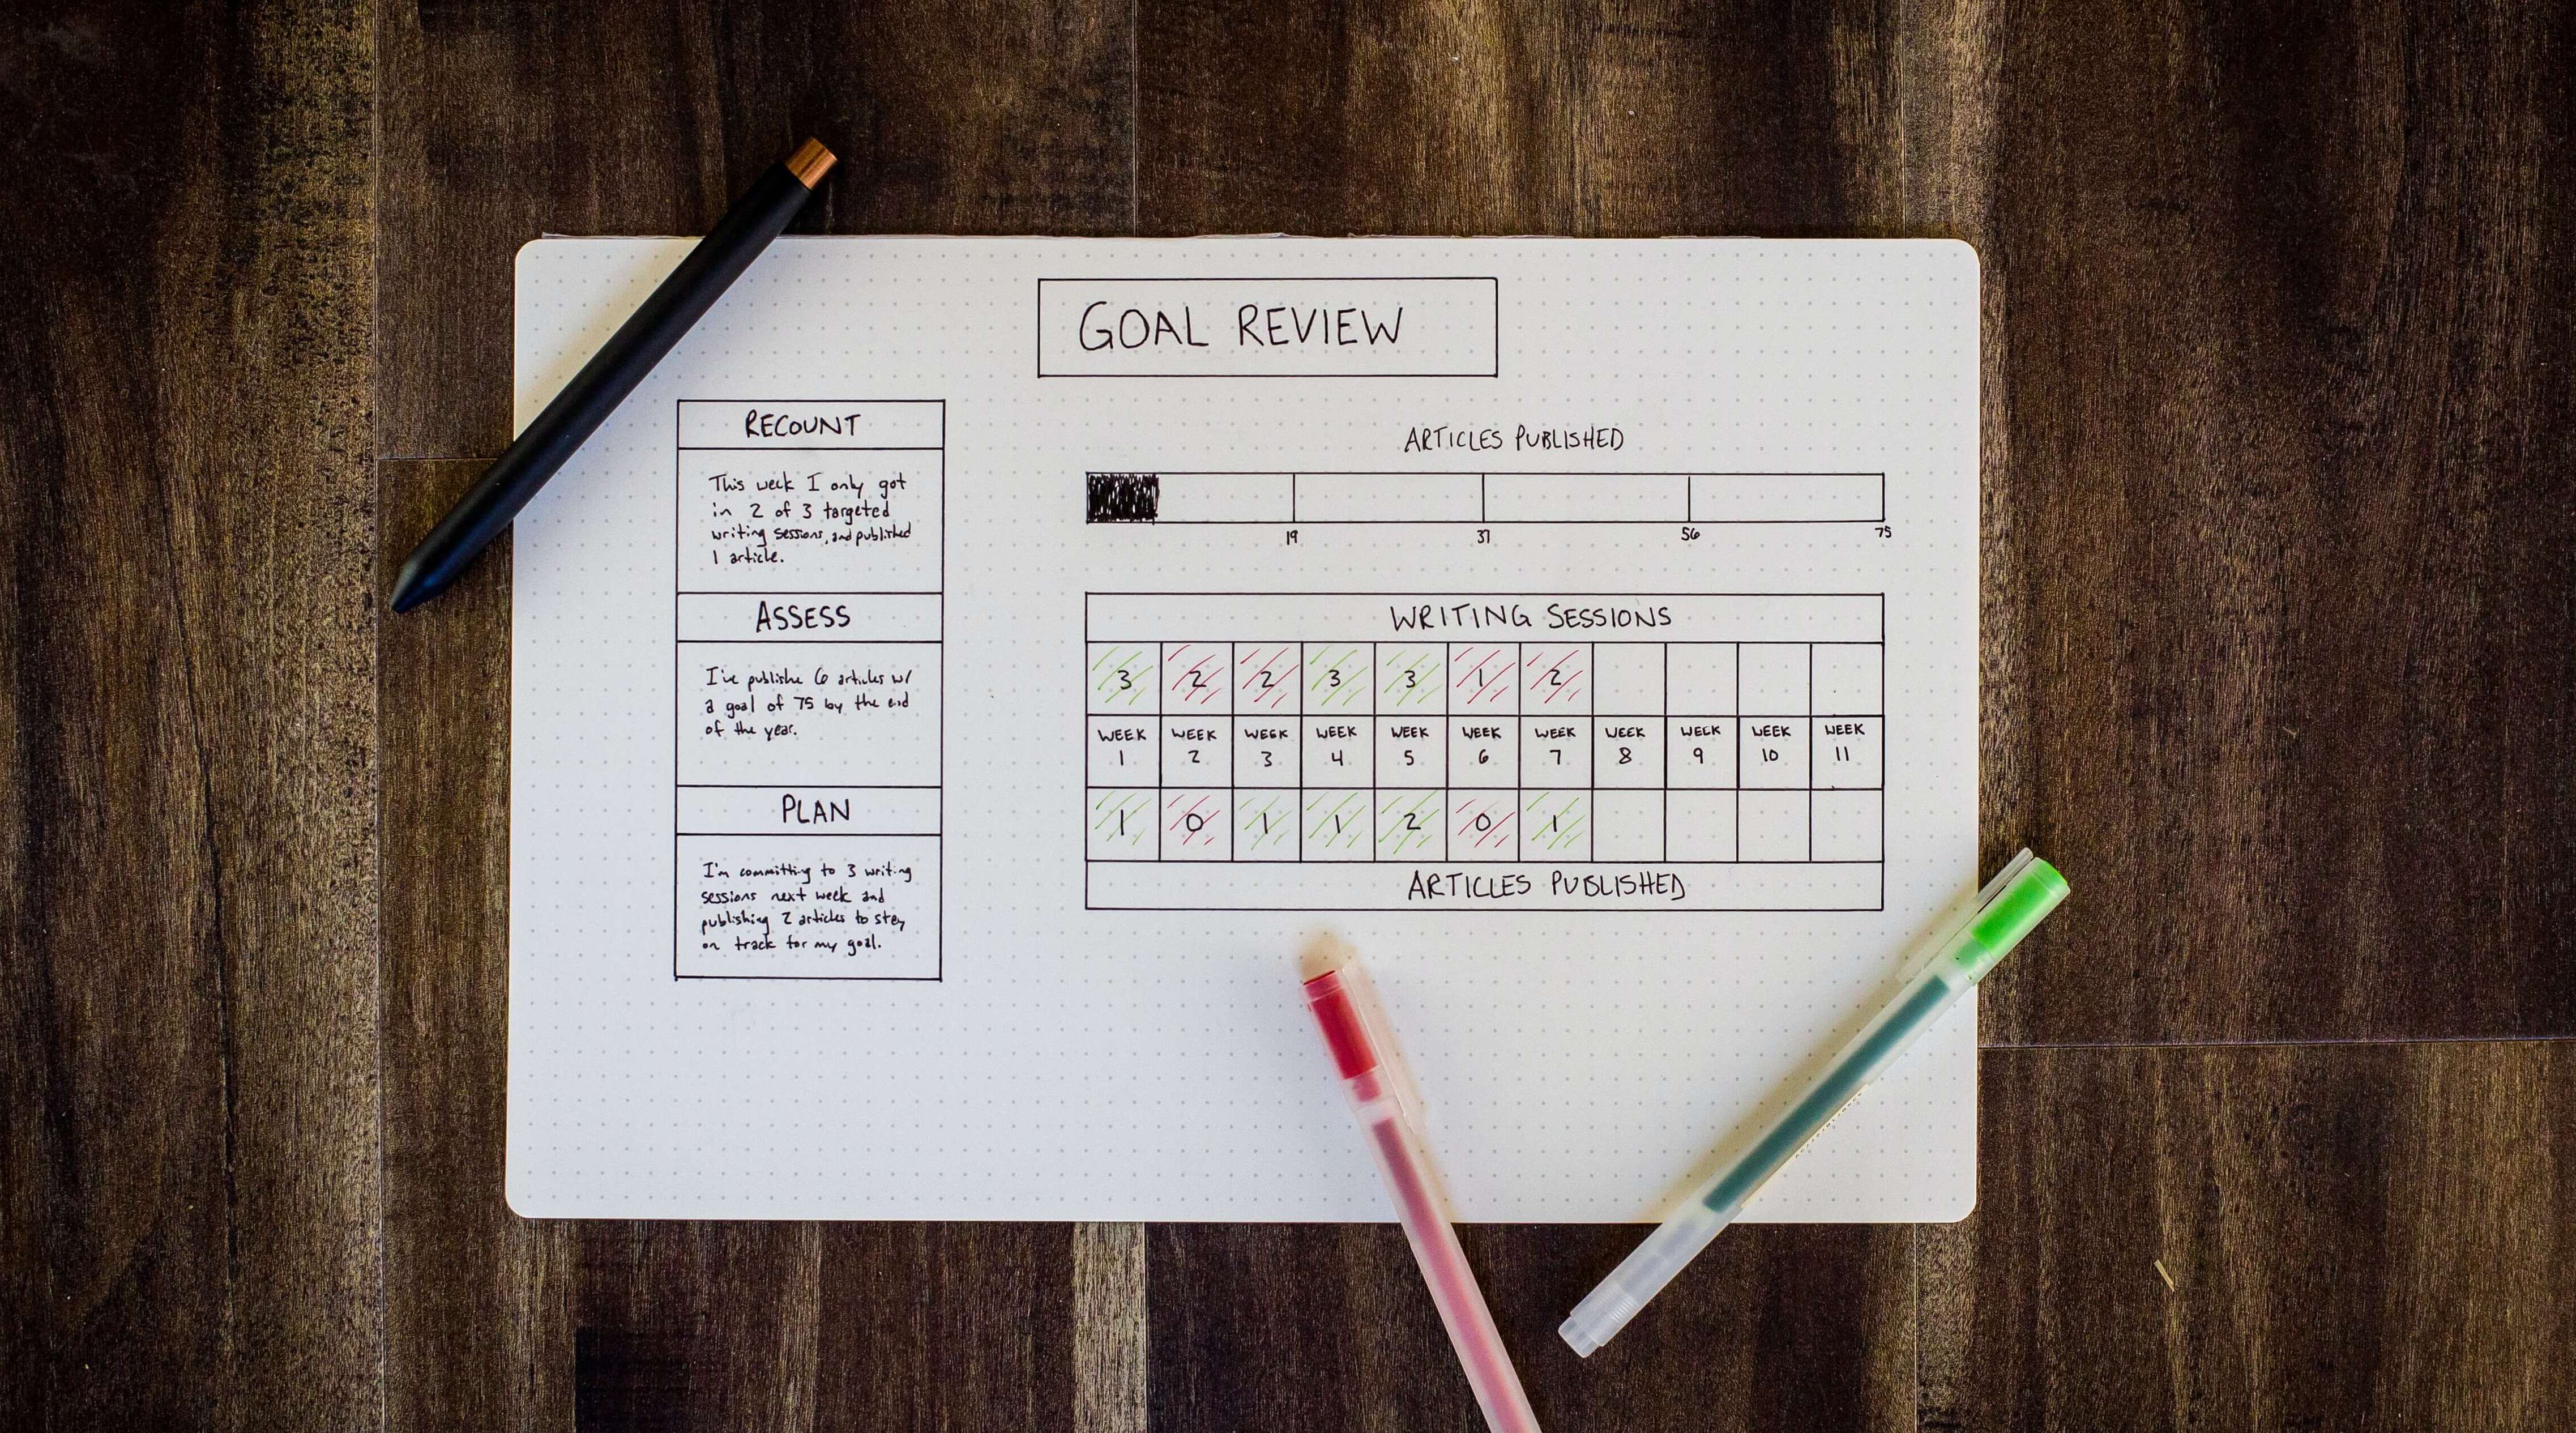 GOAL REVIEW
RECOUNT
This week I only got
in 2 of 3 targeted
writing sessions, and published
1 article.
ASSESS
I've publishe 6 articles w/
a goal of 75 by the end
of the year.
PLAN
I'm committing to 3 writing
sessions next week and
publishing 2 articles to stay
on track for my goal.
ARTICLES PUBLISHED
19 37 56 75
WRITING SESSIONS
3 2 2 3 3 1 2
WEEK WEEK WEEK WEEK WEEK WEEK WEEK WEEK WEEK WEEK WEEK
1 2 3 4 5 6 7 8 9 10 11
1 0 1 1 2 0 1
ARTICLES PUBLISHED